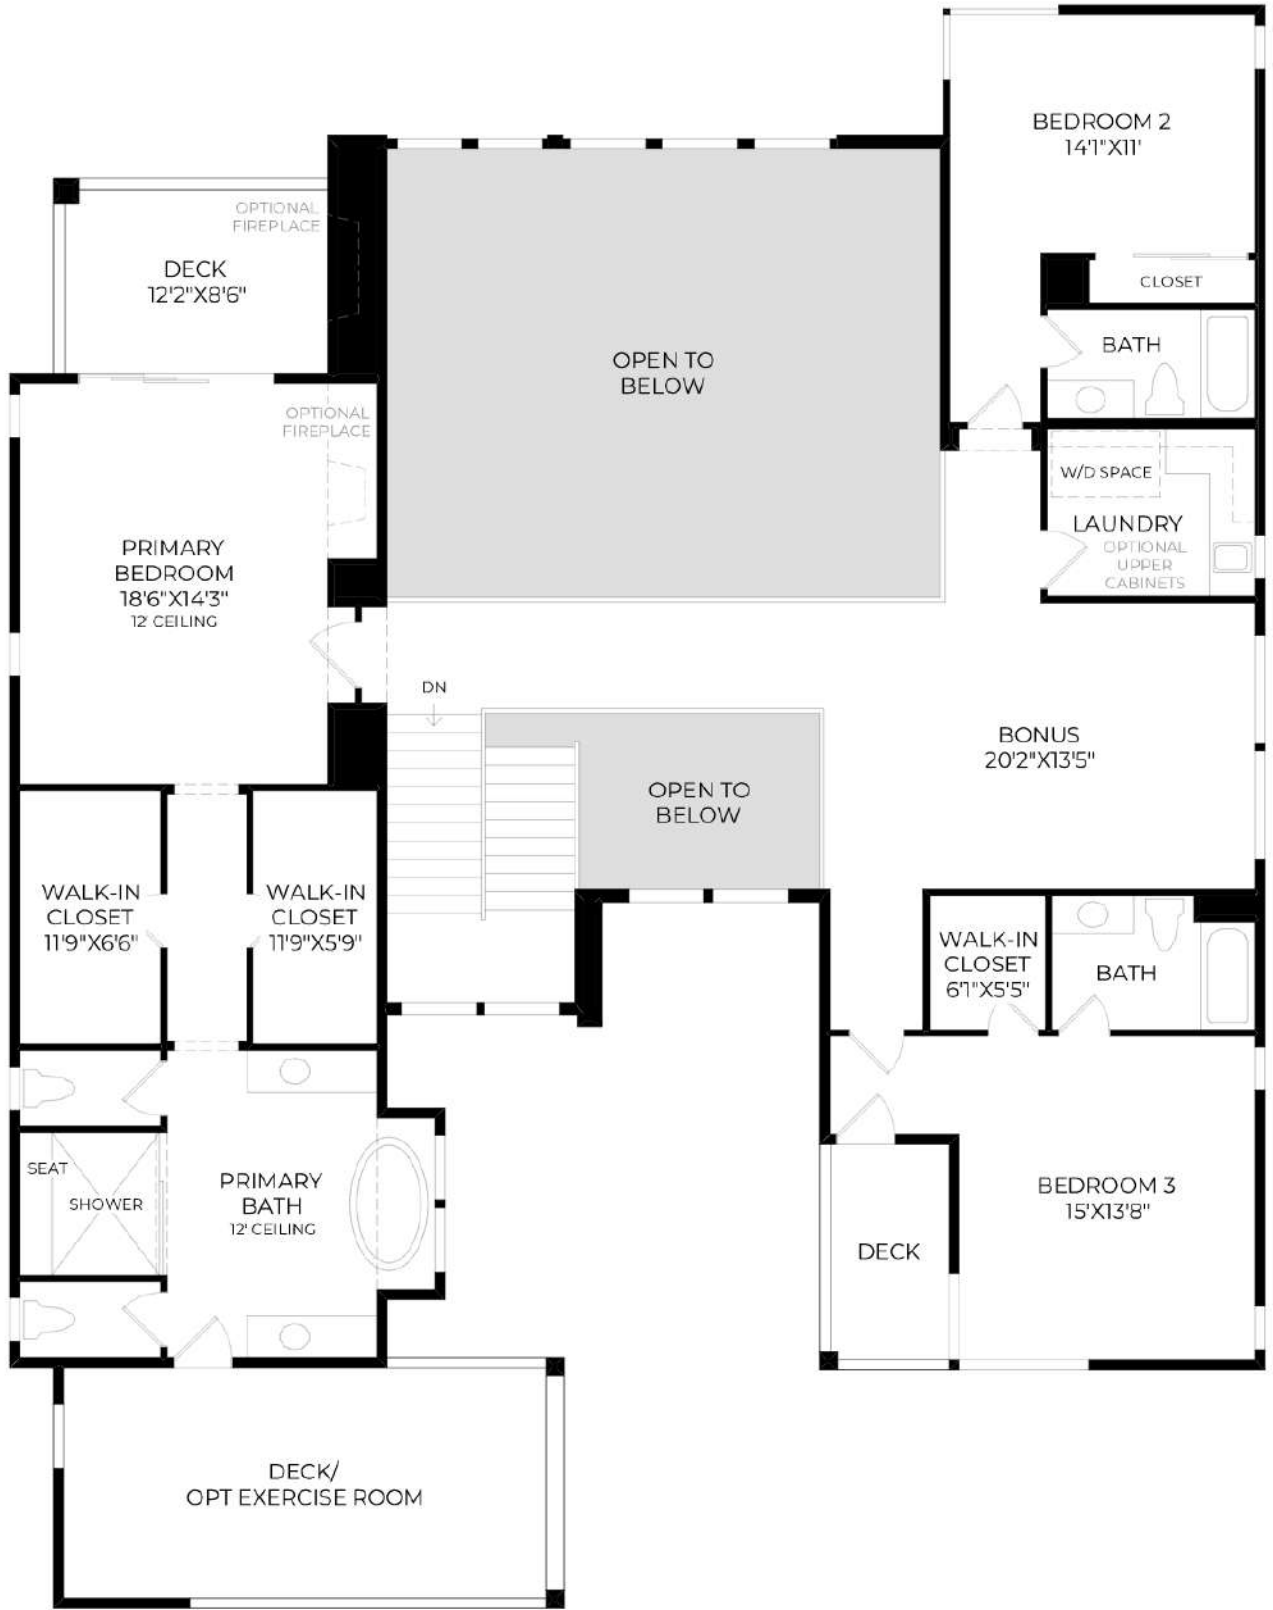 BEDROOM 2
14'1"X11'
OPTIONAL
FIREPLACE
DECK
12'2"X8'6"
CLOSET
BATH
OPEN TO
BELOW
OPTIONAL
FIREPLACE
W/D SPACE
LAUNDRY
OPTIONAL
UPPER
CABINETS
PRIMARY
BEDROOM
18'6"X14'3"
12' CEILING
DN
BONUS
20'2"X13'5"
OPEN TO
BELOW
WALK-IN
CLOSET
11'9"X6'6"
WALK-IN
CLOSET
11'9"X5'9"
WALK-IN
CLOSET
6'1"X5'5"
BATH
SEAT
SHOWER
PRIMARY
BATH
12' CEILING
BEDROOM 3
15'X13'8"
DECK
DECK/
OPT EXERCISE ROOM